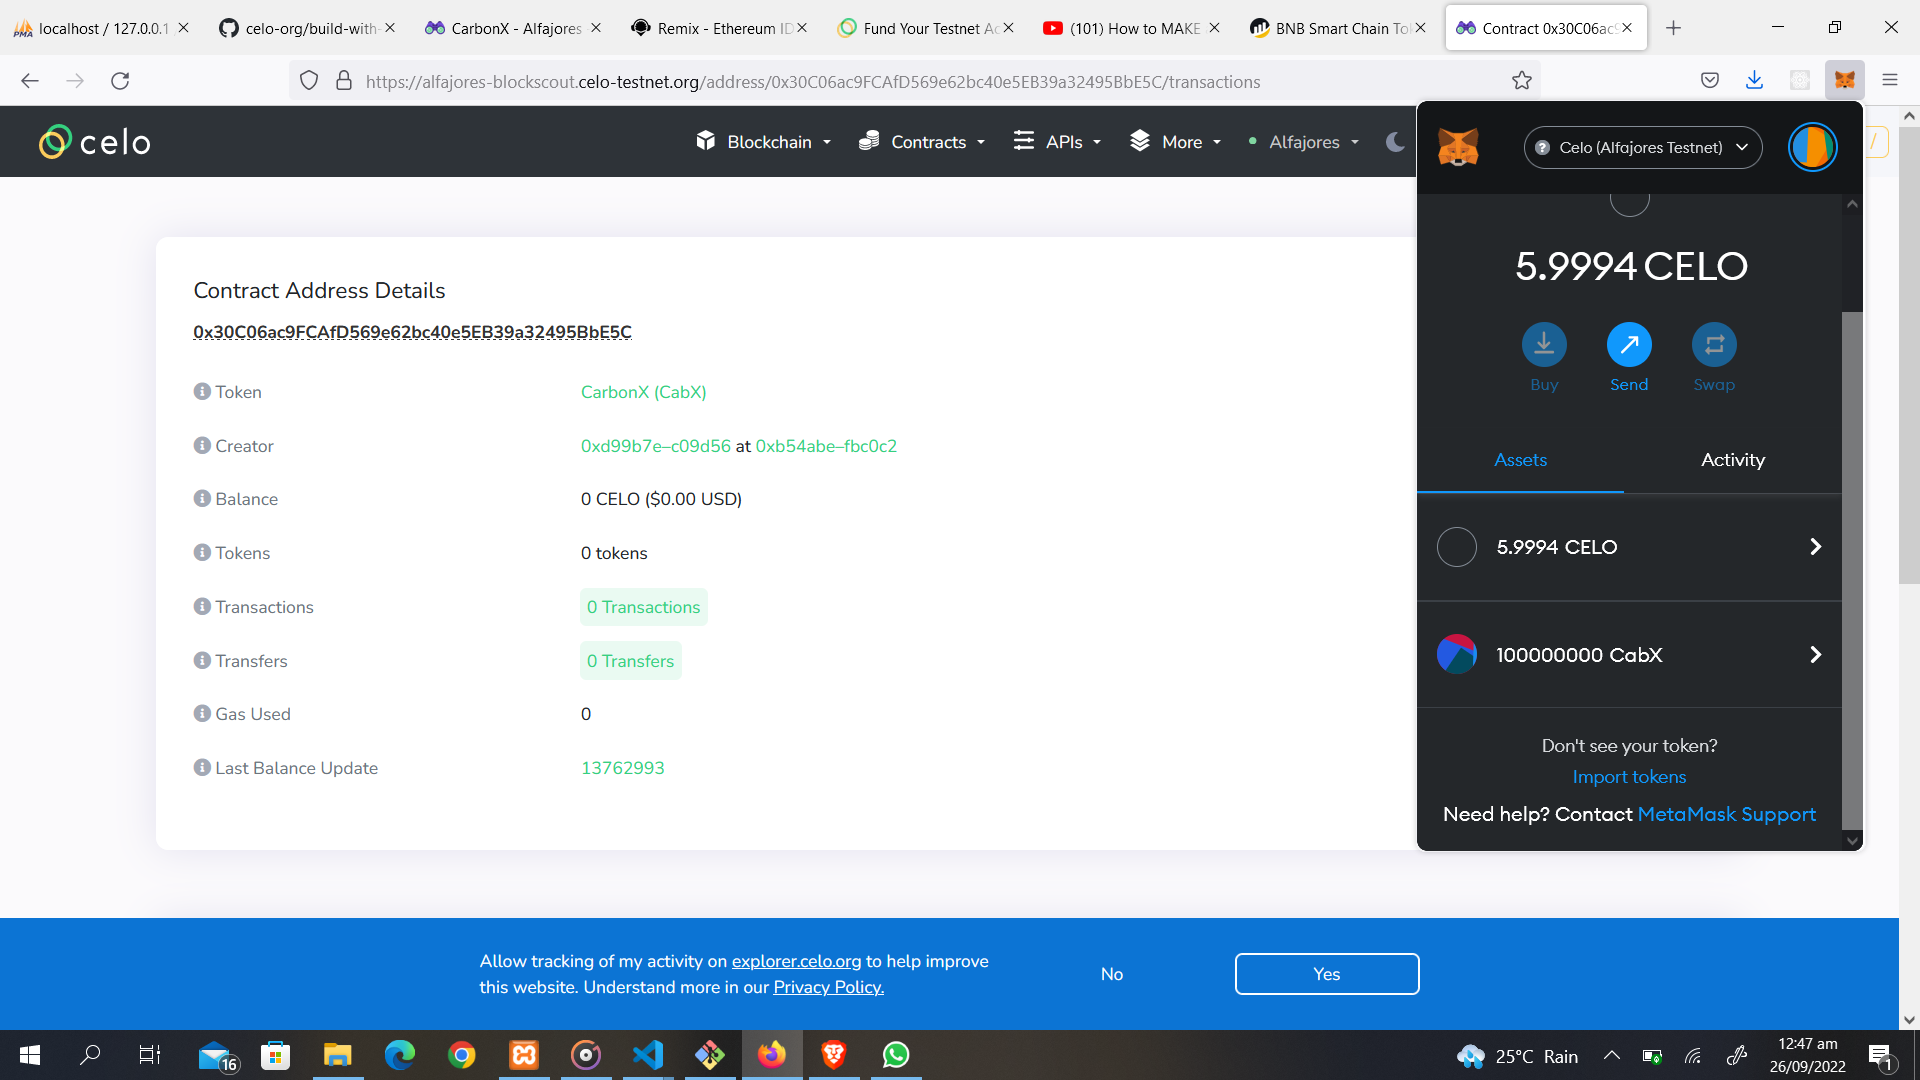 localhost / 127.0.0.1
celo-org/build-with-
CarbonX - Alfajores
Remix - Ethereum ID
Fund Your Testnet Ac
(101) How to MAKE
BNB Smart Chain Tok
Contract 0x30C06ac9
https://alfajores-blockscout.celo-testnet.org/address/0x30C06ac9FCAfD569e62bc40e5EB39a32495BbE5C/transactions
celo
Blockchain
Contracts
APIs
More
Alfajores
/
Contract Address Details
0x30C06ac9FCAfD569e62bc40e5EB39a32495BbE5C
Token
CarbonX (CabX)
Creator
0xd99b7e–c09d56 at 0xb54abe–fbc0c2
Balance
0 CELO ($0.00 USD)
Tokens
0 tokens
Transactions
0 Transactions
Transfers
0 Transfers
Gas Used
0
Last Balance Update
13762993
Celo (Alfajores Testnet)
5.9994 CELO
Buy
Send
Swap
Assets
Activity
5.9994 CELO
100000000 CabX
Don't see your token?
Import tokens
Need help? Contact MetaMask Support
Allow tracking of my activity on explorer.celo.org to help improve
this website. Understand more in our Privacy Policy.
No
Yes
16
25°C Rain
12:47 am
26/09/2022
1